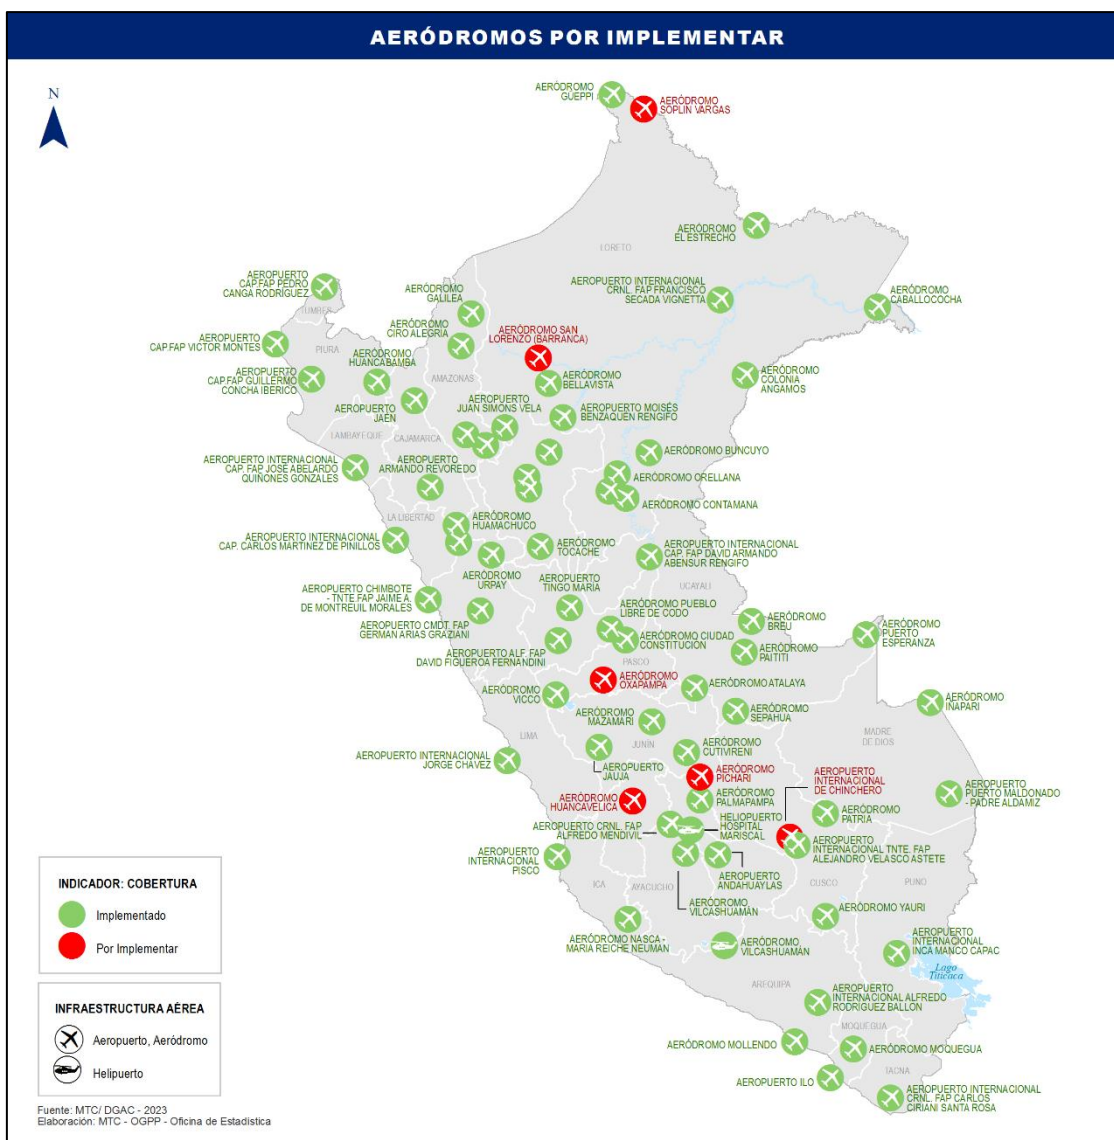 AERÓDROMOS POR IMPLEMENTAR
N
AERÓDROMO
GUEPPI
AERÓDROMO
SOPLIN VARGAS
AERÓDROMO
EL ESTRECHO
LORETO
AEROPUERTO
CAP.FAP PEDRO
CANGA RODRÍGUEZ
TUMBES
AERÓDROMO
GALILEA
AEROPUERTO INTERNACIONAL
CRNL. FAP FRANCISCO
SECADA VIGNETTA
AERÓDROMO
CABALLOCOCHA
AERÓDROMO
CIRO ALEGRIA
AERÓDROMO SAN
LORENZO (BARRANCA)
AEROPUERTO
CAP.FAP VICTOR MONTES
PIURA
AERÓDROMO
HUANCABAMBA
AEROPUERTO
CAP.FAP GUILLERMO
CONCHA IBERICO
AMAZONAS
AERÓDROMO
BELLAVISTA
AERÓDROMO
COLONIA
ANGAMOS
AEROPUERTO
JAÉN
AEROPUERTO
JUAN SIMONS VELA
AEROPUERTO MOISÉS
BENZAQUEN RENGIFO
LAMBAYEQUE
CAJAMARCA
AEROPUERTO INTERNACIONAL
CAP. FAP JOSÉ ABELARDO
QUIÑONES GONZALES
AEROPUERTO
ARMANDO REVOREDO
AERÓDROMO BUNCUYO
AERÓDROMO ORELLANA
AERÓDROMO CONTAMANA
LA LIBERTAD
AERÓDROMO
HUAMACHUCO
AEROPUERTO INTERNACIONAL
CAP. CARLOS MARTINEZ DE PINILLOS
AERÓDROMO
TOCACHE
AEROPUERTO INTERNACIONAL
CAP. FAP DAVID ARMANDO
ABENSUR RENGIFO
AERÓDROMO
URPAY
AEROPUERTO
TINGO MARÍA
UCAYALI
AEROPUERTO CHIMBOTE
- TNTE.FAP JAIME A.
DE MONTREUIL MORALES
AERÓDROMO PUEBLO
LIBRE DE CODO
AERÓDROMO
BREU
AERÓDROMO
PUERTO
ESPERANZA
AEROPUERTO CMDT. FAP
GERMAN ARIAS GRAZIANI
AERÓDROMO CIUDAD
CONSTITUCION
AERÓDROMO
PAITITI
AEROPUERTO ALF. FAP
DAVID FIGUEROA FERNANDINI
PASCO
AERÓDROMO
OXAPAMPA
AERÓDROMO ATALAYA
AERÓDROMO
VICCO
AERÓDROMO
IÑAPARI
AERÓDROMO
MAZAMARI
AERÓDROMO
SEPAHUA
LIMA
JUNÍN
MADRE
DE DIOS
AERÓDROMO
CUTIVIRENI
AEROPUERTO INTERNACIONAL
JORGE CHÁVEZ
AEROPUERTO
JAUJA
AERÓDROMO
PICHARI
AEROPUERTO
INTERNACIONAL
DE CHINCHERO
AEROPUERTO
PUERTO MALDONADO
- PADRE ALDAMIZ
AERÓDROMO
HUANCAVELICA
AERÓDROMO
PALMAPAMPA
AERÓDROMO
PATRIA
AEROPUERTO CRNL. FAP
ALFREDO MENDIVIL
HELIOPUERTO
HOSPITAL
MARISCAL
AEROPUERTO
INTERNACIONAL TNTE. FAP
ALEJANDRO VELASCO ASTETE
AEROPUERTO
INTERNACIONAL
PISCO
AEROPUERTO
ANDAHUAYLAS
ICA
AYACUCHO
CUSCO
PUNO
AERÓDROMO
VILCASHUAMÁN
AERÓDROMO YAURI
AERÓDROMO NASCA -
MARIA REICHE NEUMAN
AERÓDROMO
VILCASHUAMÁN
AEROPUERTO
INTERNACIONAL
INCA MANCO CAPAC
Lago
Titicaca
AREQUIPA
AEROPUERTO
INTERNACIONAL ALFREDO
RODRÍGUEZ BALLON
MOQUEGUA
AERÓDROMO MOLLENDO
AERÓDROMO MOQUEGUA
TACNA
AEROPUERTO ILO
AEROPUERTO INTERNACIONAL
CRNL. FAP CARLOS
CIRIANI SANTA ROSA
INDICADOR: COBERTURA
Implementado
Por Implementar
INFRAESTRUCTURA AÉREA
Aeropuerto, Aeródromo
Helipuerto
Fuente: MTC/ DGAC - 2023
Elaboración: MTC - OGPP - Oficina de Estadística